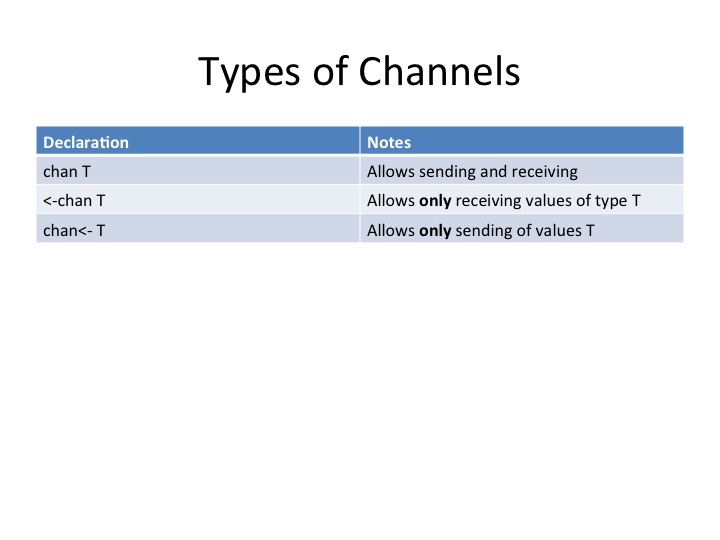 Types of Channels
Declaration Notes
chan T Allows sending and receiving
<-chan T Allows only receiving values of type T
chan<- T Allows only sending of values T